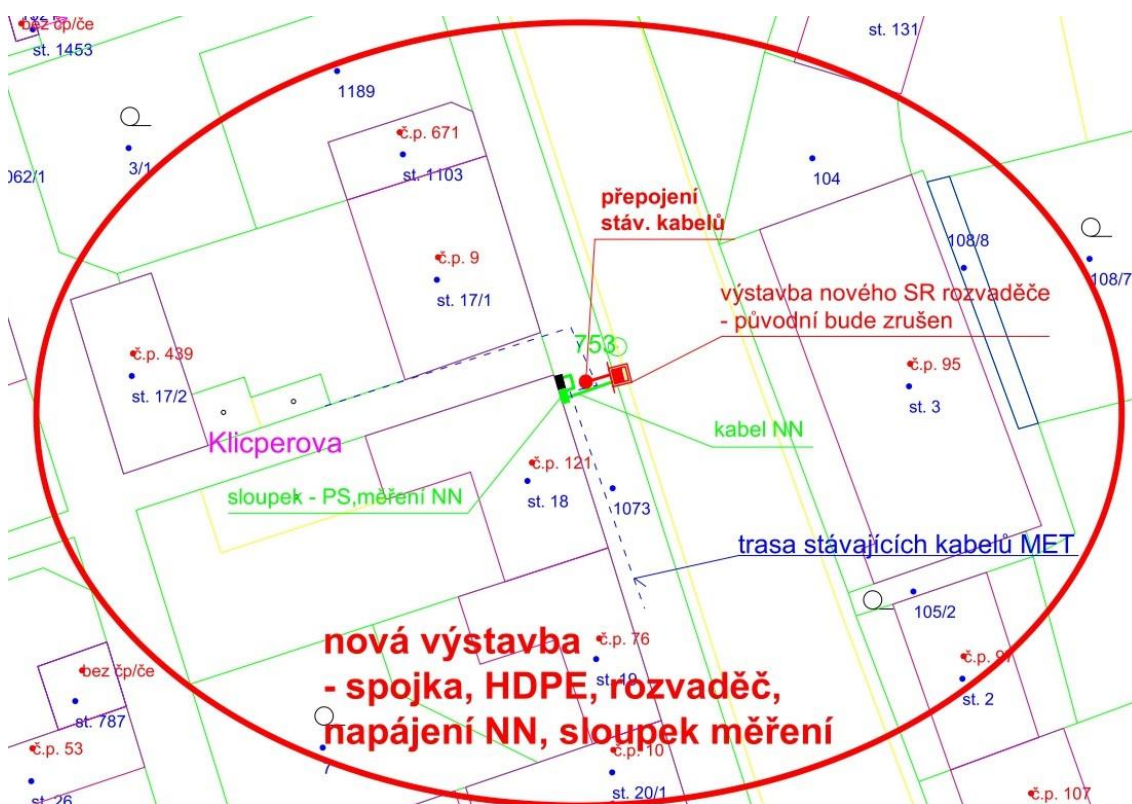 bez čp/če
st. 1453
st. 131
1189
č.p. 671
3/1
st. 1103
062/1
104
přepojení
stáv. kabelů
108/8
108/7
č.p. 9
st. 17/1
výstavba nového SR rozvaděče
- původní bude zrušen
753
č.p. 439
st. 17/2
č.p. 95
st. 3
kabel NN
Klicperova
č.p. 121
st. 18
sloupek - PS,měření NN
1073
trasa stávajících kabelů MET
105/2
nová výstavba
- spojka, HDPE, rozvaděč,
napájení NN, sloupek měření
č.p. 76
st. 19
č.p. 97
st. 2
bez čp/če
st. 787
č.p. 53
st. 26
7
č.p. 10
st. 20/1
č.p. 107